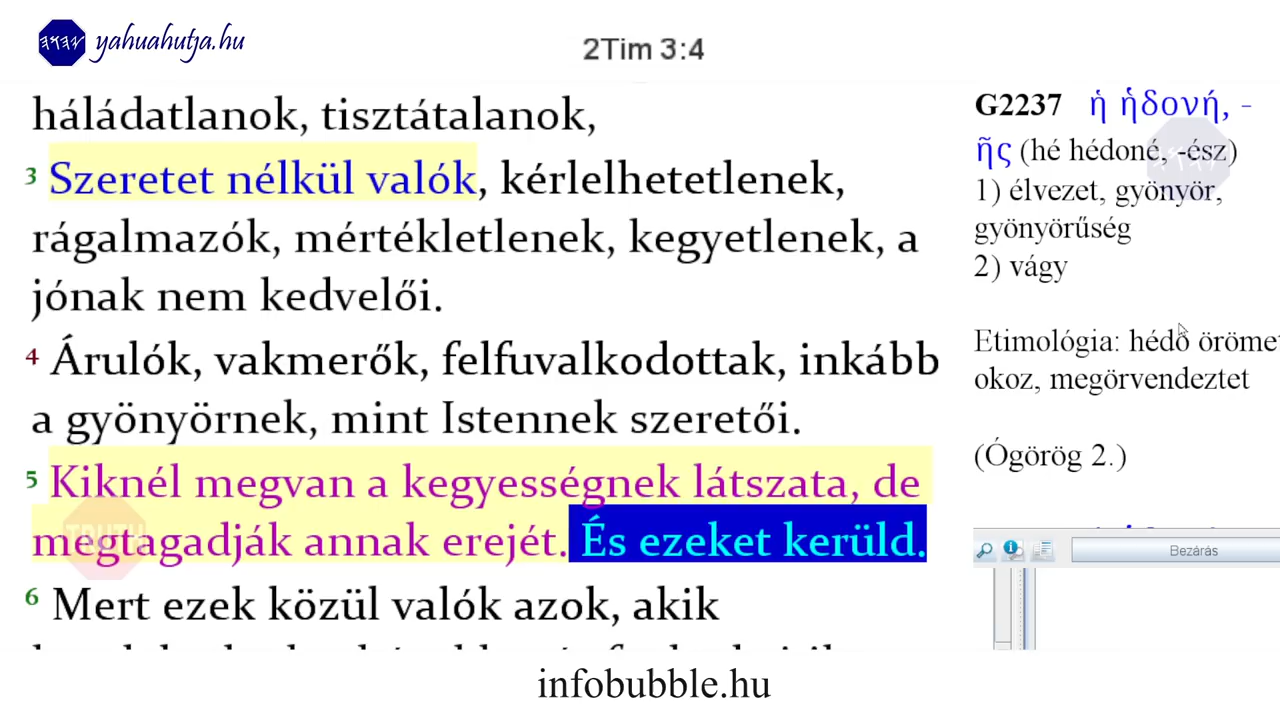 yahuahutja.hu
2Tim 3:4
háládatlanok, tisztátalanok,
3 Szeretet nélkül valók, kérlelhetetlenek,
rágalmazók, mértékletlenek, kegyetlenek, a
jónak nem kedvelői.
4 Árulók, vakmerők, felfuvalkodottak, inkább
a gyönyörnek, mint Istennek szeretői.
5 Kiknél megvan a kegyességnek látszata, de
megtagadják annak erejét. És ezeket kerüld.
6 Mert ezek közül valók azok, akik
G2237 ἡ ἡδονή, -
ῆς (hé hédoné, -ész)
1) élvezet, gyönyör,
gyönyörűség
2) vágy
Etimológia: hédo öröme
okoz, megörvendeztet
(Ógörög 2.)
Bezárás
TRUTH
infobubble.hu